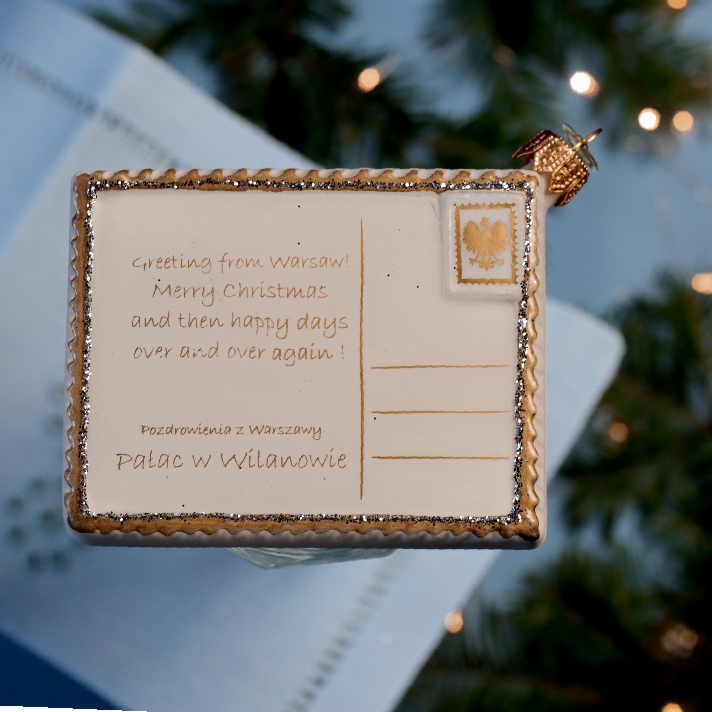 Greeting from Warsaw!
Merry Christmas
and then happy days
over and over again !
Pozdrowienia z Warszawy
Pałac w Wilanowie